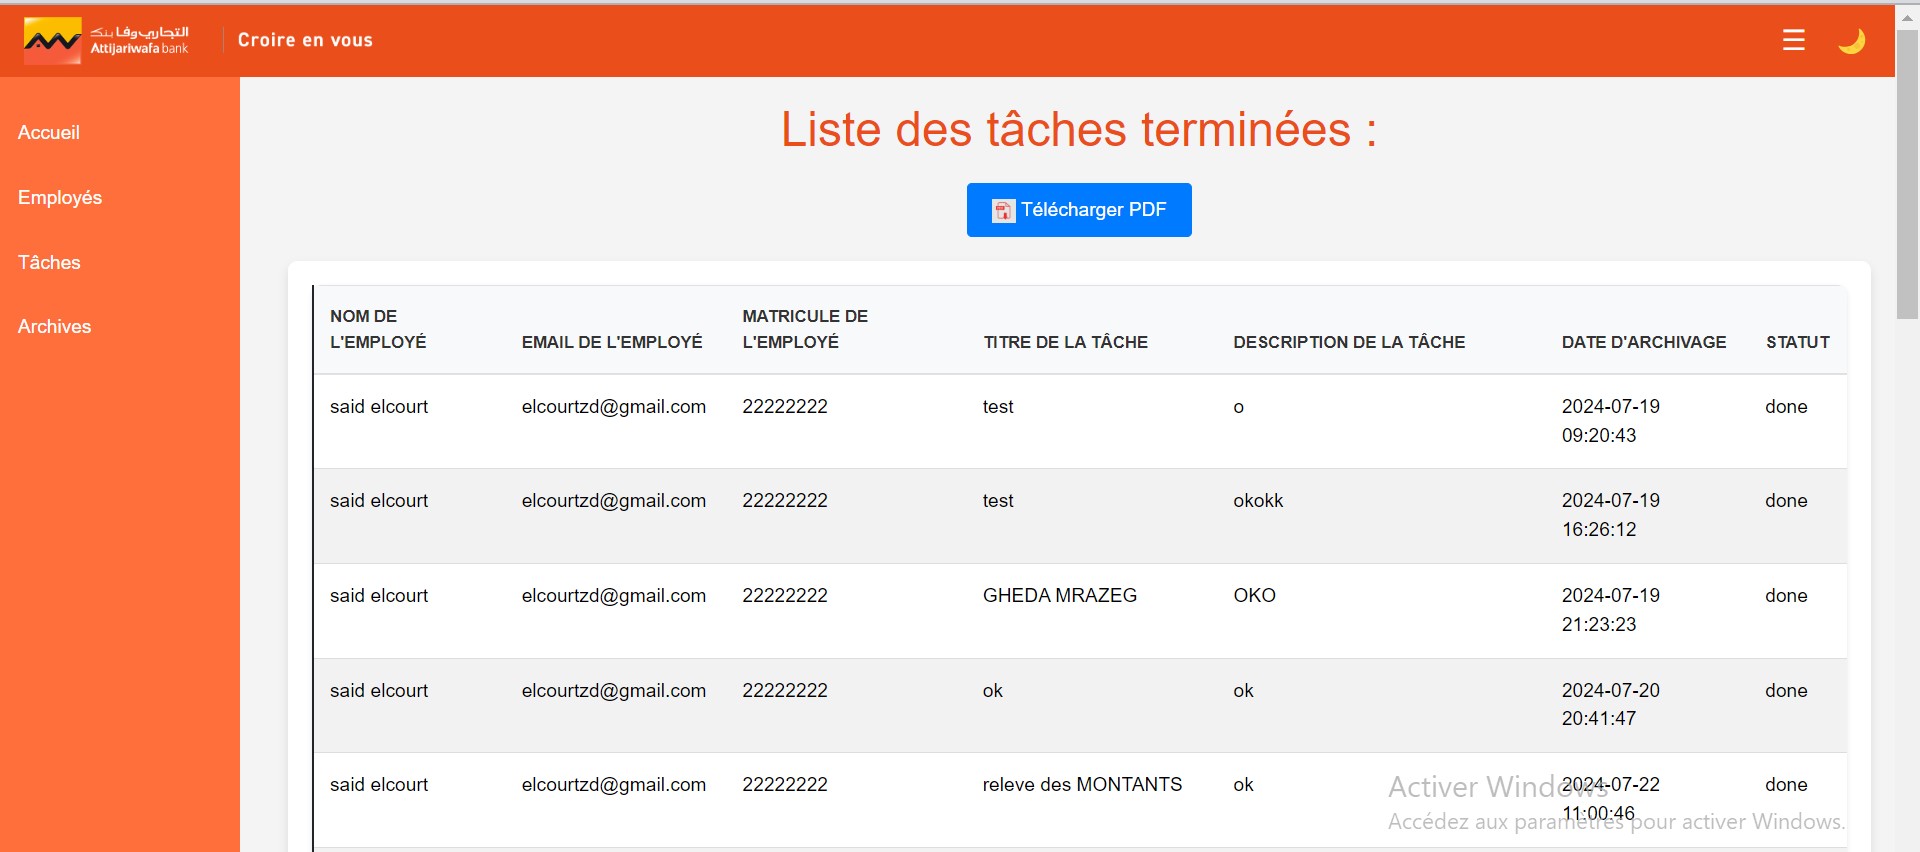 التجاري وفا بنك
Attijariwafa bank
Croire en vous
Accueil
Employés
Tâches
Archives
Liste des tâches terminées :
Télécharger PDF
NOM DE L'EMPLOYÉ EMAIL DE L'EMPLOYÉ MATRICULE DE L'EMPLOYÉ TITRE DE LA TÂCHE DESCRIPTION DE LA TÂCHE DATE D'ARCHIVAGE STATUT
said elcourt elcourtzd@gmail.com 22222222 test o 2024-07-19 09:20:43 done
said elcourt elcourtzd@gmail.com 22222222 test okokk 2024-07-19 16:26:12 done
said elcourt elcourtzd@gmail.com 22222222 GHEDA MRAZEG OKO 2024-07-19 21:23:23 done
said elcourt elcourtzd@gmail.com 22222222 ok ok 2024-07-20 20:41:47 done
said elcourt elcourtzd@gmail.com 22222222 releve des MONTANTS ok 2024-07-22 11:00:46 done
Activer Windows
Accédez aux paramètres pour activer Windows.